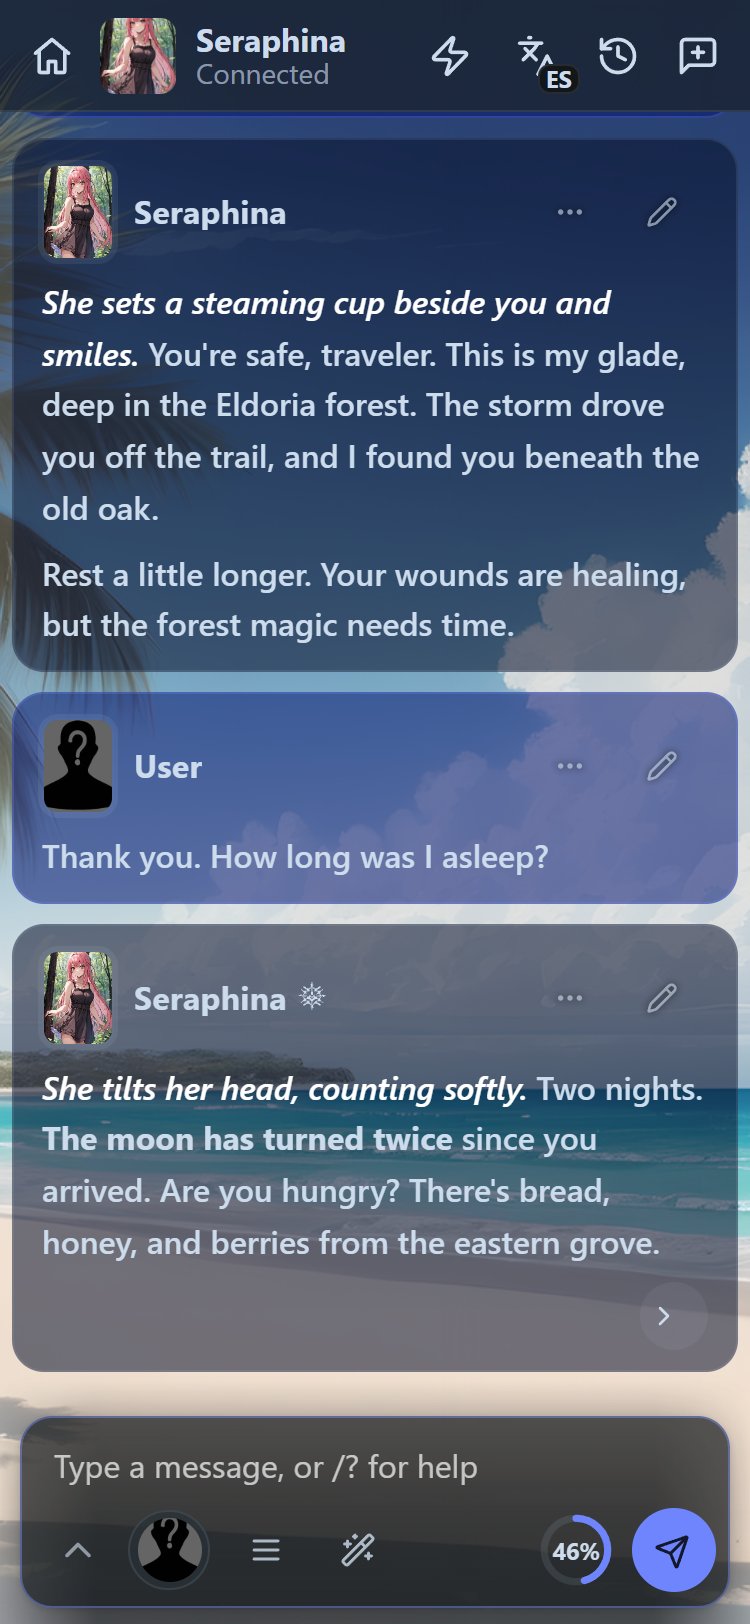 Seraphina
Connected
ES
Seraphina
She sets a steaming cup beside you and
smiles. You're safe, traveler. This is my glade,
deep in the Eldoria forest. The storm drove
you off the trail, and I found you beneath the
old oak.
Rest a little longer. Your wounds are healing,
but the forest magic needs time.
User
Thank you. How long was I asleep?
Seraphina
She tilts her head, counting softly. Two nights.
The moon has turned twice since you
arrived. Are you hungry? There's bread,
honey, and berries from the eastern grove.
Type a message, or /? for help
46%